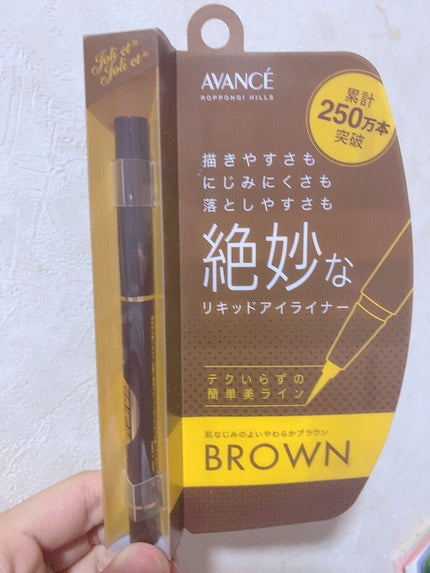 Joli et
Joli et
AVANCÉ
ROPPONGI HILLS
累計
250万本
突破
描きやすさも
にじみにくさも
落としやすさも
絶妙な
リキッドアイライナー
テクいらずの
簡単美ライン
肌なじみのよいやわらかブラウン
BROWN